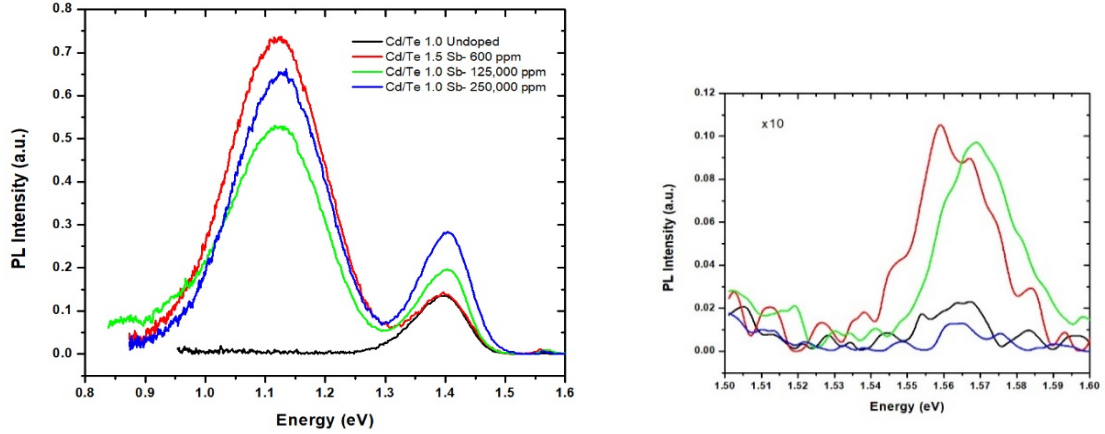 0.8
0.7
0.6
0.5
0.4
0.3
0.2
0.1
0.0
PL Intensity (a.u.)
Cd/Te 1.0 Undoped
Cd/Te 1.5 Sb- 600 ppm
Cd/Te 1.0 Sb- 125,000 ppm
Cd/Te 1.0 Sb- 250,000 ppm
0.8 0.9 1.0 1.1 1.2 1.3 1.4 1.5 1.6
Energy (eV)
0.12
0.10
0.08
0.06
0.04
0.02
0.00
PL Intensity (a.u.)
x10
1.50 1.51 1.52 1.53 1.54 1.55 1.56 1.57 1.58 1.59 1.60
Energy (eV)